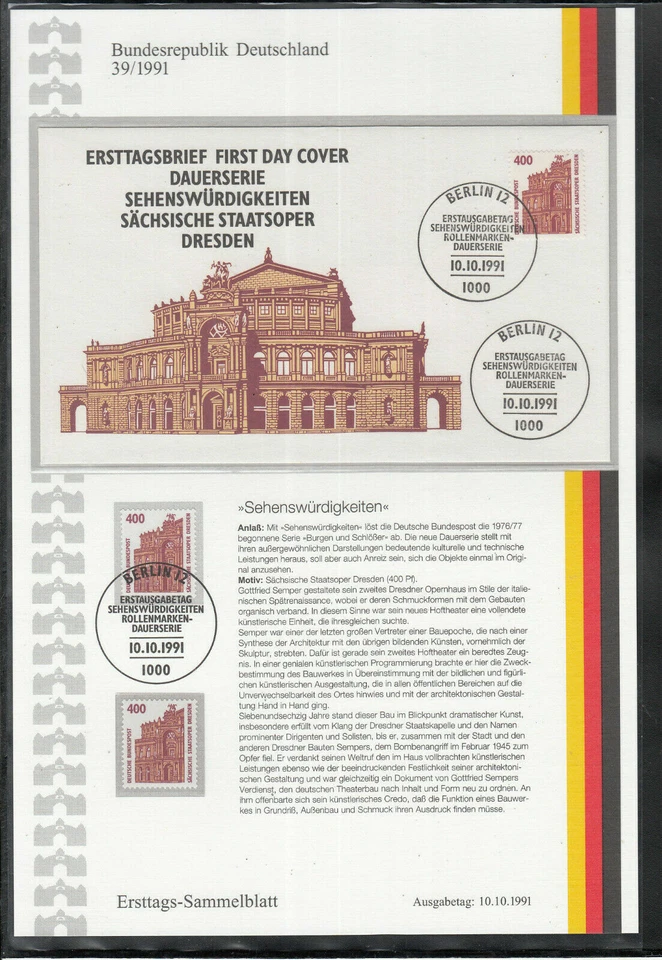 Bundesrepublik Deutschland
39/1991
ERSTTAGSBRIEF FIRST DAY COVER
DAUERSERIE
SEHENSWÜRDIGKEITEN
SÄCHSISCHE STAATSOPER
DRESDEN
400
DEUTSCHE BUNDESPOST
SÄCHSISCHE STAATSOPER DRESDEN
BERLIN 12
ERSTAUSGABETAG
SEHENSWÜRDIGKEITEN
ROLLENMARKEN-
DAUERSERIE
10.10.1991
1000
BERLIN 12
ERSTAUSGABETAG
SEHENSWÜRDIGKEITEN
ROLLENMARKEN-
DAUERSERIE
10.10.1991
1000
400
DEUTSCHE BUNDESPOST
SÄCHSISCHE STAATSOPER DRESDEN
BERLIN 12
ERSTAUSGABETAG
SEHENSWÜRDIGKEITEN
ROLLENMARKEN-
DAUERSERIE
10.10.1991
1000
400
DEUTSCHE BUNDESPOST
SÄCHSISCHE STAATSOPER DRESDEN
»Sehenswürdigkeiten«
Anlaß: Mit »Sehenswürdigkeiten« löst die Deutsche Bundespost die 1976/77
begonnene Serie »Burgen und Schlößer« ab. Die neue Dauerserie stellt mit
ihren außergewöhnlichen Darstellungen bedeutende kulturelle und technische
Leistungen heraus, soll aber auch Anreiz sein, sich die Objekte einmal im Origi-
nal anzusehen.
Motiv: Sächsische Staatsoper Dresden (400 Pf).
Gottfried Semper gestaltete sein zweites Dresdner Opernhaus im Stile der italie-
nischen Spätrenaissance, wobei er deren Schmuckformen mit dem Gebauten
organisch verband. In diesem Sinne war sein neues Hoftheater eine vollendete
künstlerische Einheit, die ihresgleichen suchte.
Semper war einer der letzten großen Vertreter einer Bauepoche, die nach einer
Synthese der Architektur mit den übrigen bildenden Künsten, vornehmlich der
Skulptur, strebten. Dafür ist gerade sein zweites Hoftheater ein beredtes Zeug-
nis. In einer genialen künstlerischen Programmierung brachte er hier die Zweck-
bestimmung des Bauwerkes in Übereinstimmung mit der bildlichen und figürli-
chen künstlerischen Ausgestaltung, die in allen öffentlichen Bereichen auf die
Unverwechselbarkeit des Ortes hinwies und mit der architektonischen Gestal-
tung Hand in Hand ging.
Siebenundsechzig Jahre stand dieser Bau im Blickpunkt dramatischer Kunst,
insbesondere erfüllt vom Klang der Dresdner Staatskapelle und den Namen
prominenter Dirigenten und Solisten, bis er, zusammen mit der Stadt und den
anderen Dresdner Bauten Sempers, dem Bombenangriff im Februar 1945 zum
Opfer fiel. Er verdankt seinen Weltruf den im Haus vollbrachten künstlerischen
Leistungen ebenso wie der beeindruckenden Festlichkeit seiner architektoni-
schen Gestaltung und war gleichzeitig ein Dokument von Gottfried Sempers
Verdienst, den deutschen Theaterbau nach Inhalt und Form neu zu ordnen. An
ihm offenbarte sich sein künstlerisches Credo, daß die Funktion eines Bauwer-
kes in Grundriß, Außenbau und Schmuck ihren Ausdruck finden müsse.
Ersttags-Sammelblatt
Ausgabetag: 10.10.1991